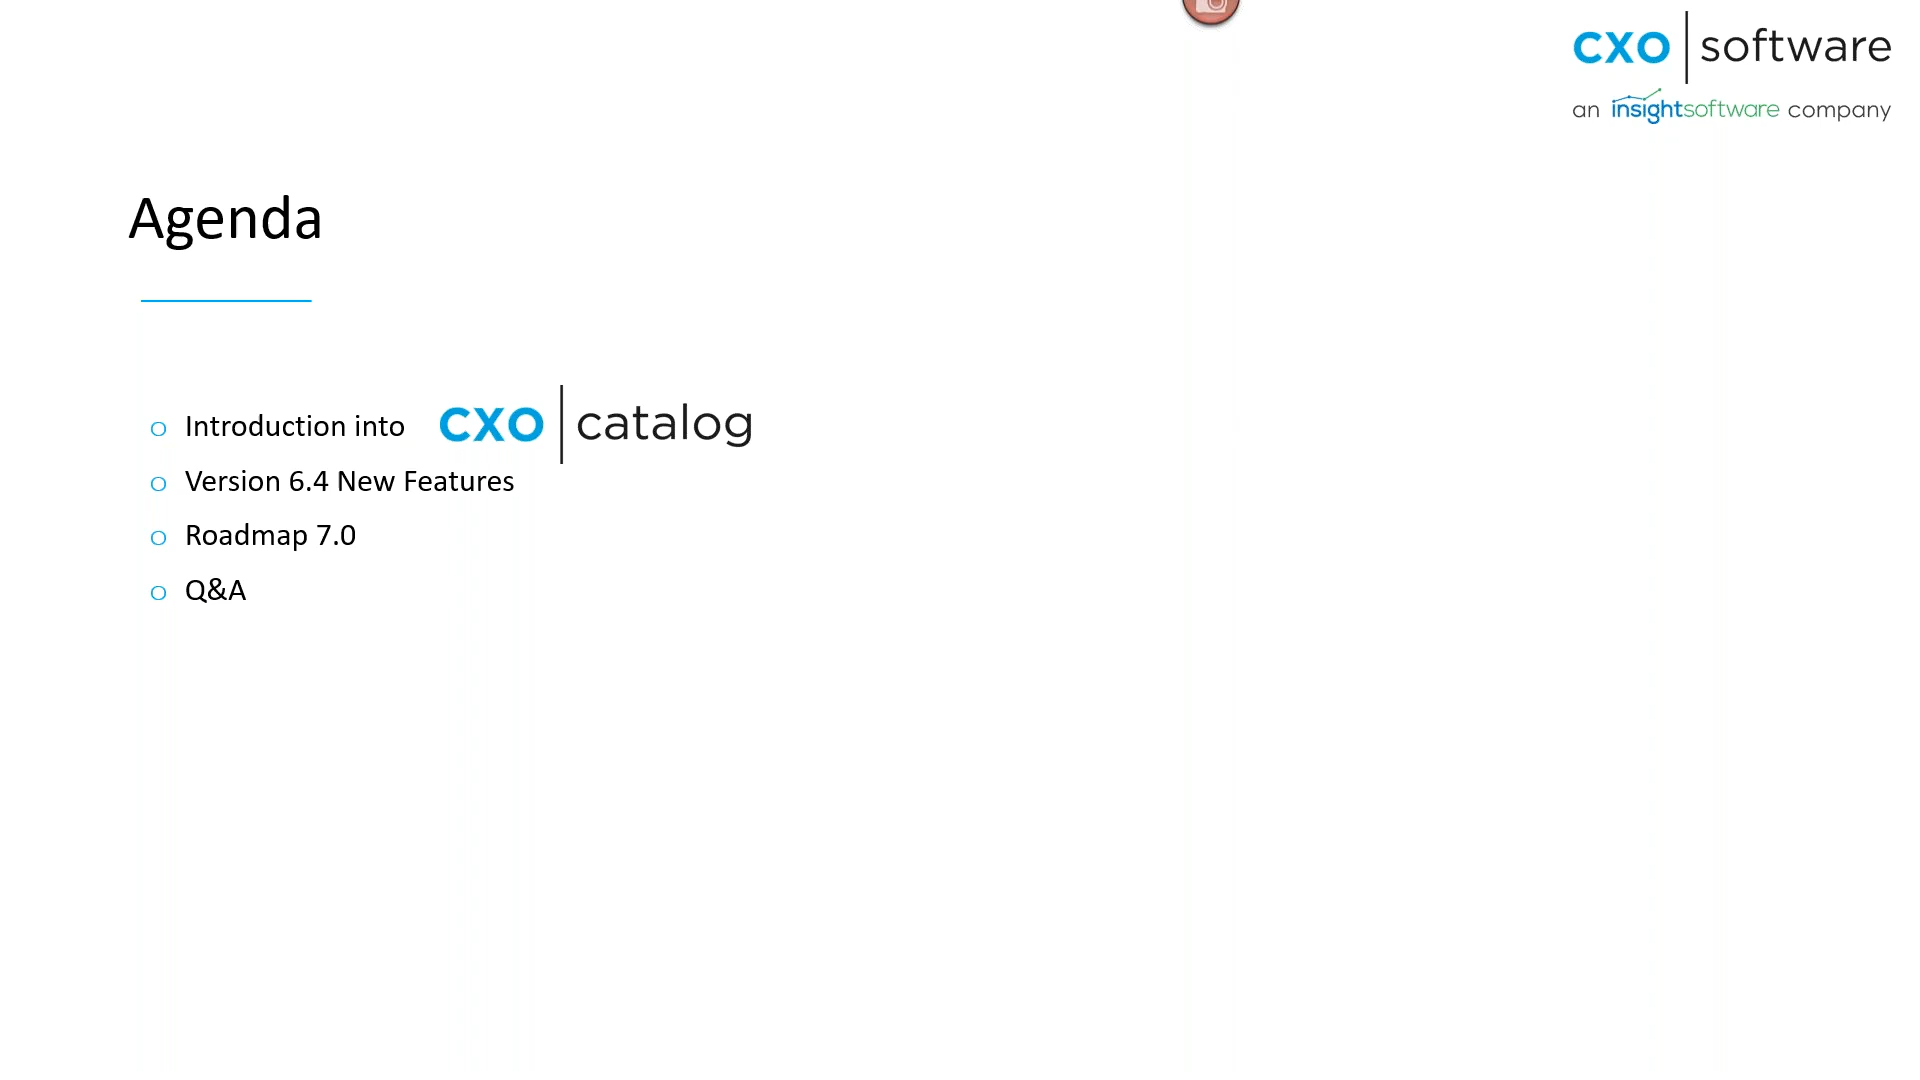 cxo software
an insightsoftware company
Agenda
o Introduction into cxo catalog
o Version 6.4 New Features
o Roadmap 7.0
o Q&A